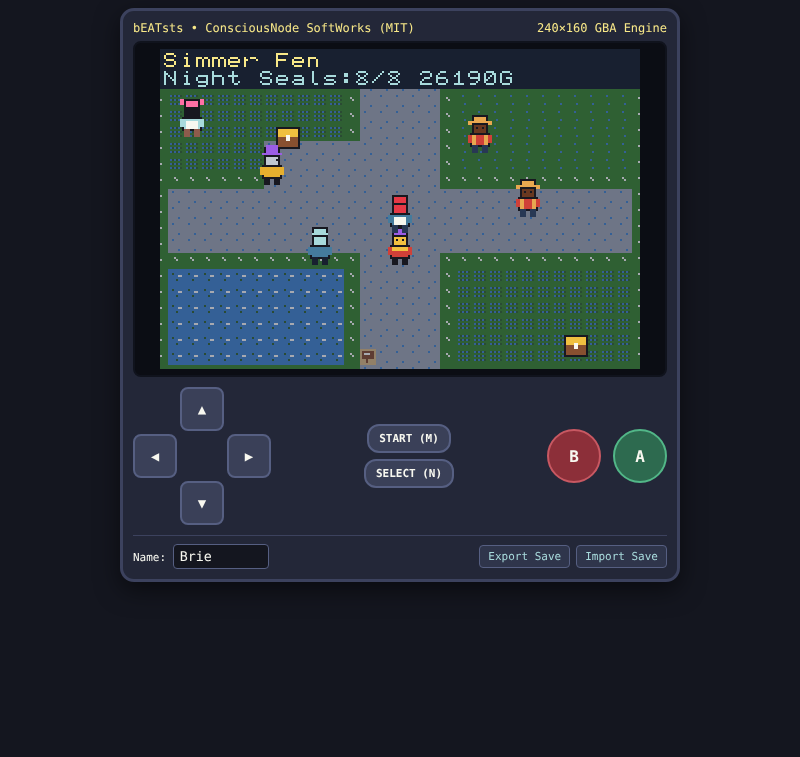 bEATsts • ConsciousNode SoftWorks (MIT)
240×160 GBA Engine
Simmer Fen
Night Seals:8/8 26190G
▲
◀
▶
▼
START (M)
SELECT (N)
B
A
Name: Brie
Export Save
Import Save